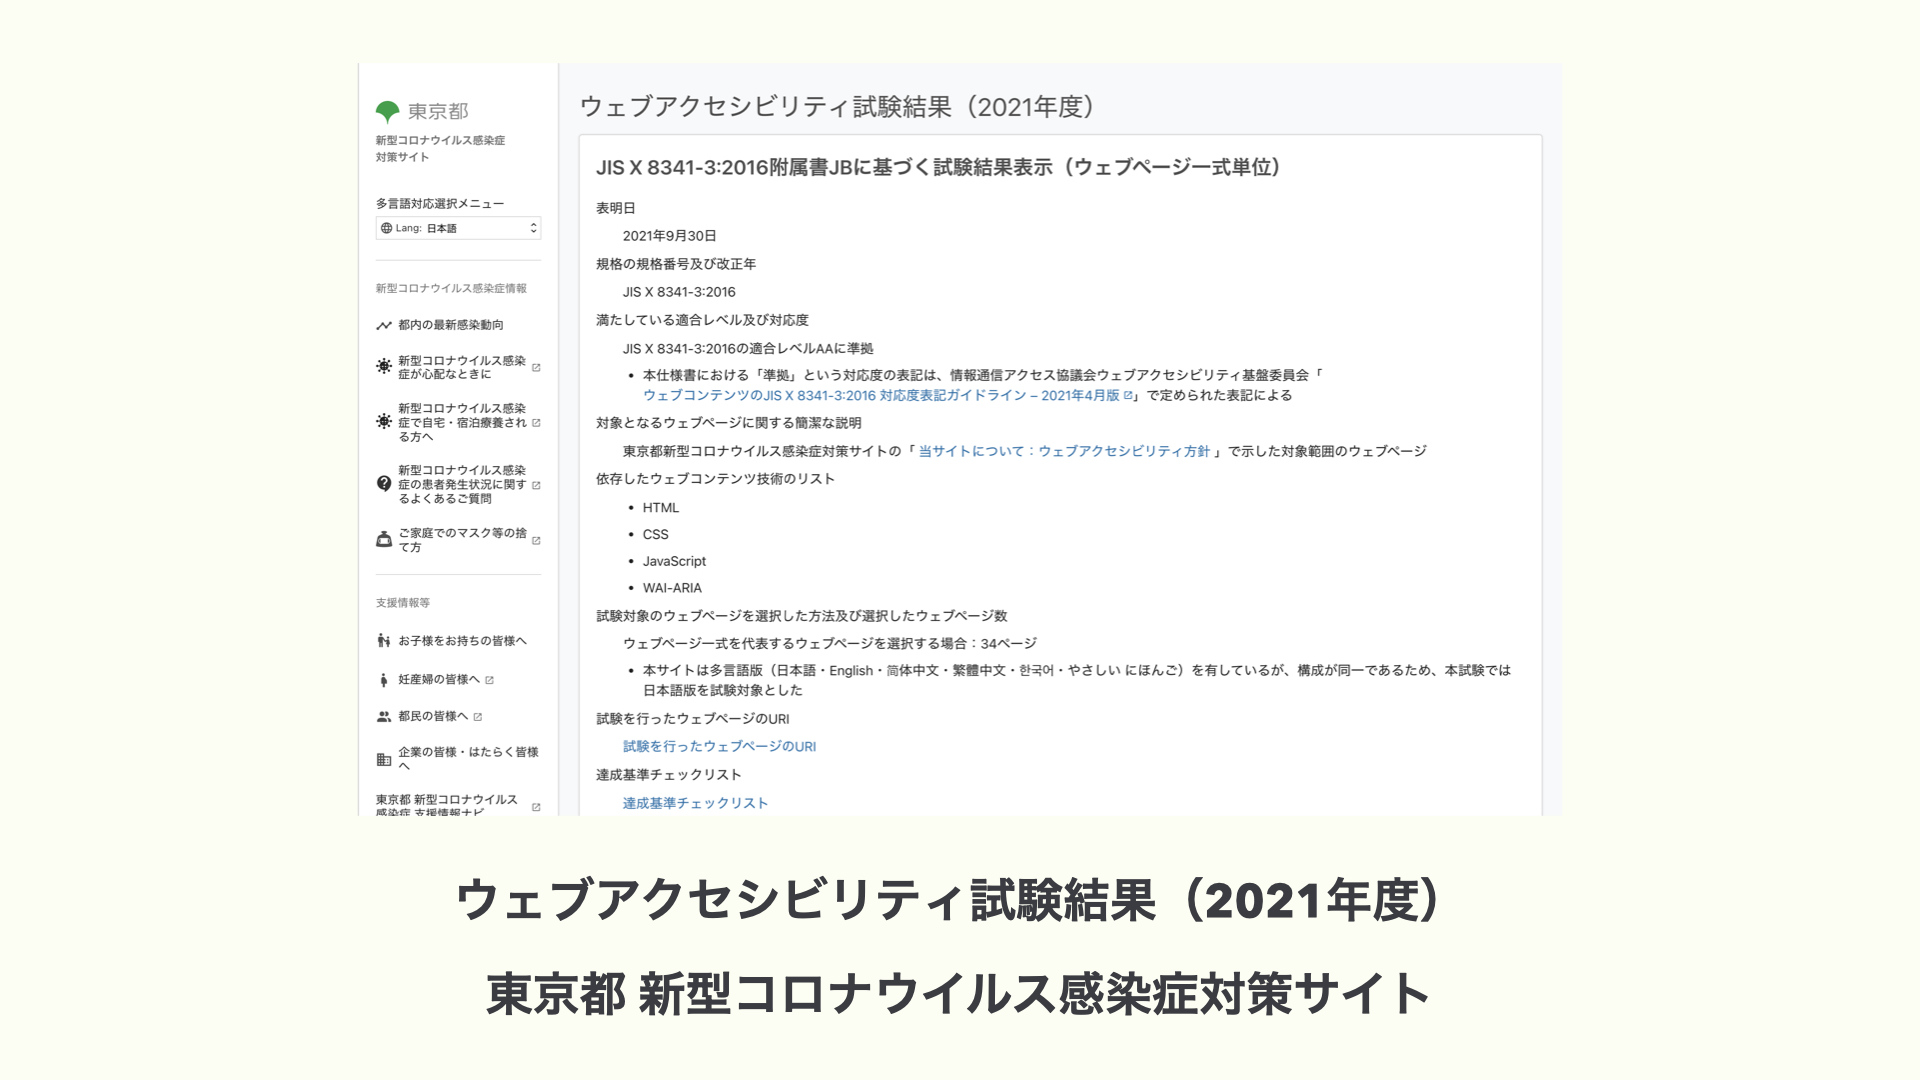 東京都
新型コロナウイルス感染症
対策サイト
多言語対応選択メニュー
Lang: 日本語
新型コロナウイルス感染症情報
都内の最新感染動向
新型コロナウイルス感染
症が心配なときに
新型コロナウイルス感染
症で自宅・宿泊療養され
る方へ
新型コロナウイルス感染
症の患者発生状況に関す
るよくあるご質問
ご家庭でのマスク等の捨
て方
支援情報等
お子様をお持ちの皆様へ
妊産婦の皆様へ
都民の皆様へ
企業の皆様・はたらく皆様
へ
東京都 新型コロナウイルス
感染症 支援情報ナビ
ウェブアクセシビリティ試験結果（2021年度）
JIS X 8341-3:2016附属書JBに基づく試験結果表示（ウェブページ一式単位）
表明日
2021年9月30日
規格の規格番号及び改正年
JIS X 8341-3:2016
満たしている適合レベル及び対応度
JIS X 8341-3:2016の適合レベルAAに準拠
• 本仕様書における「準拠」という対応度の表記は、情報通信アクセス協議会ウェブアクセシビリティ基盤委員会「
ウェブコンテンツのJIS X 8341-3:2016 対応度表記ガイドライン – 2021年4月版」で定められた表記による
対象となるウェブページに関する簡潔な説明
東京都新型コロナウイルス感染症対策サイトの「 当サイトについて：ウェブアクセシビリティ方針 」で示した対象範囲のウェブページ
依存したウェブコンテンツ技術のリスト
• HTML
• CSS
• JavaScript
• WAI-ARIA
試験対象のウェブページを選択した方法及び選択したウェブページ数
ウェブページ一式を代表するウェブページを選択する場合：34ページ
• 本サイトは多言語版（日本語・English・简体中文・繁體中文・한국어・やさしい にほんご）を有しているが、構成が同一であるため、本試験では
日本語版を試験対象とした
試験を行ったウェブページのURI
試験を行ったウェブページのURI
達成基準チェックリスト
達成基準チェックリスト
ウェブアクセシビリティ試験結果（2021年度）
東京都 新型コロナウイルス感染症対策サイト